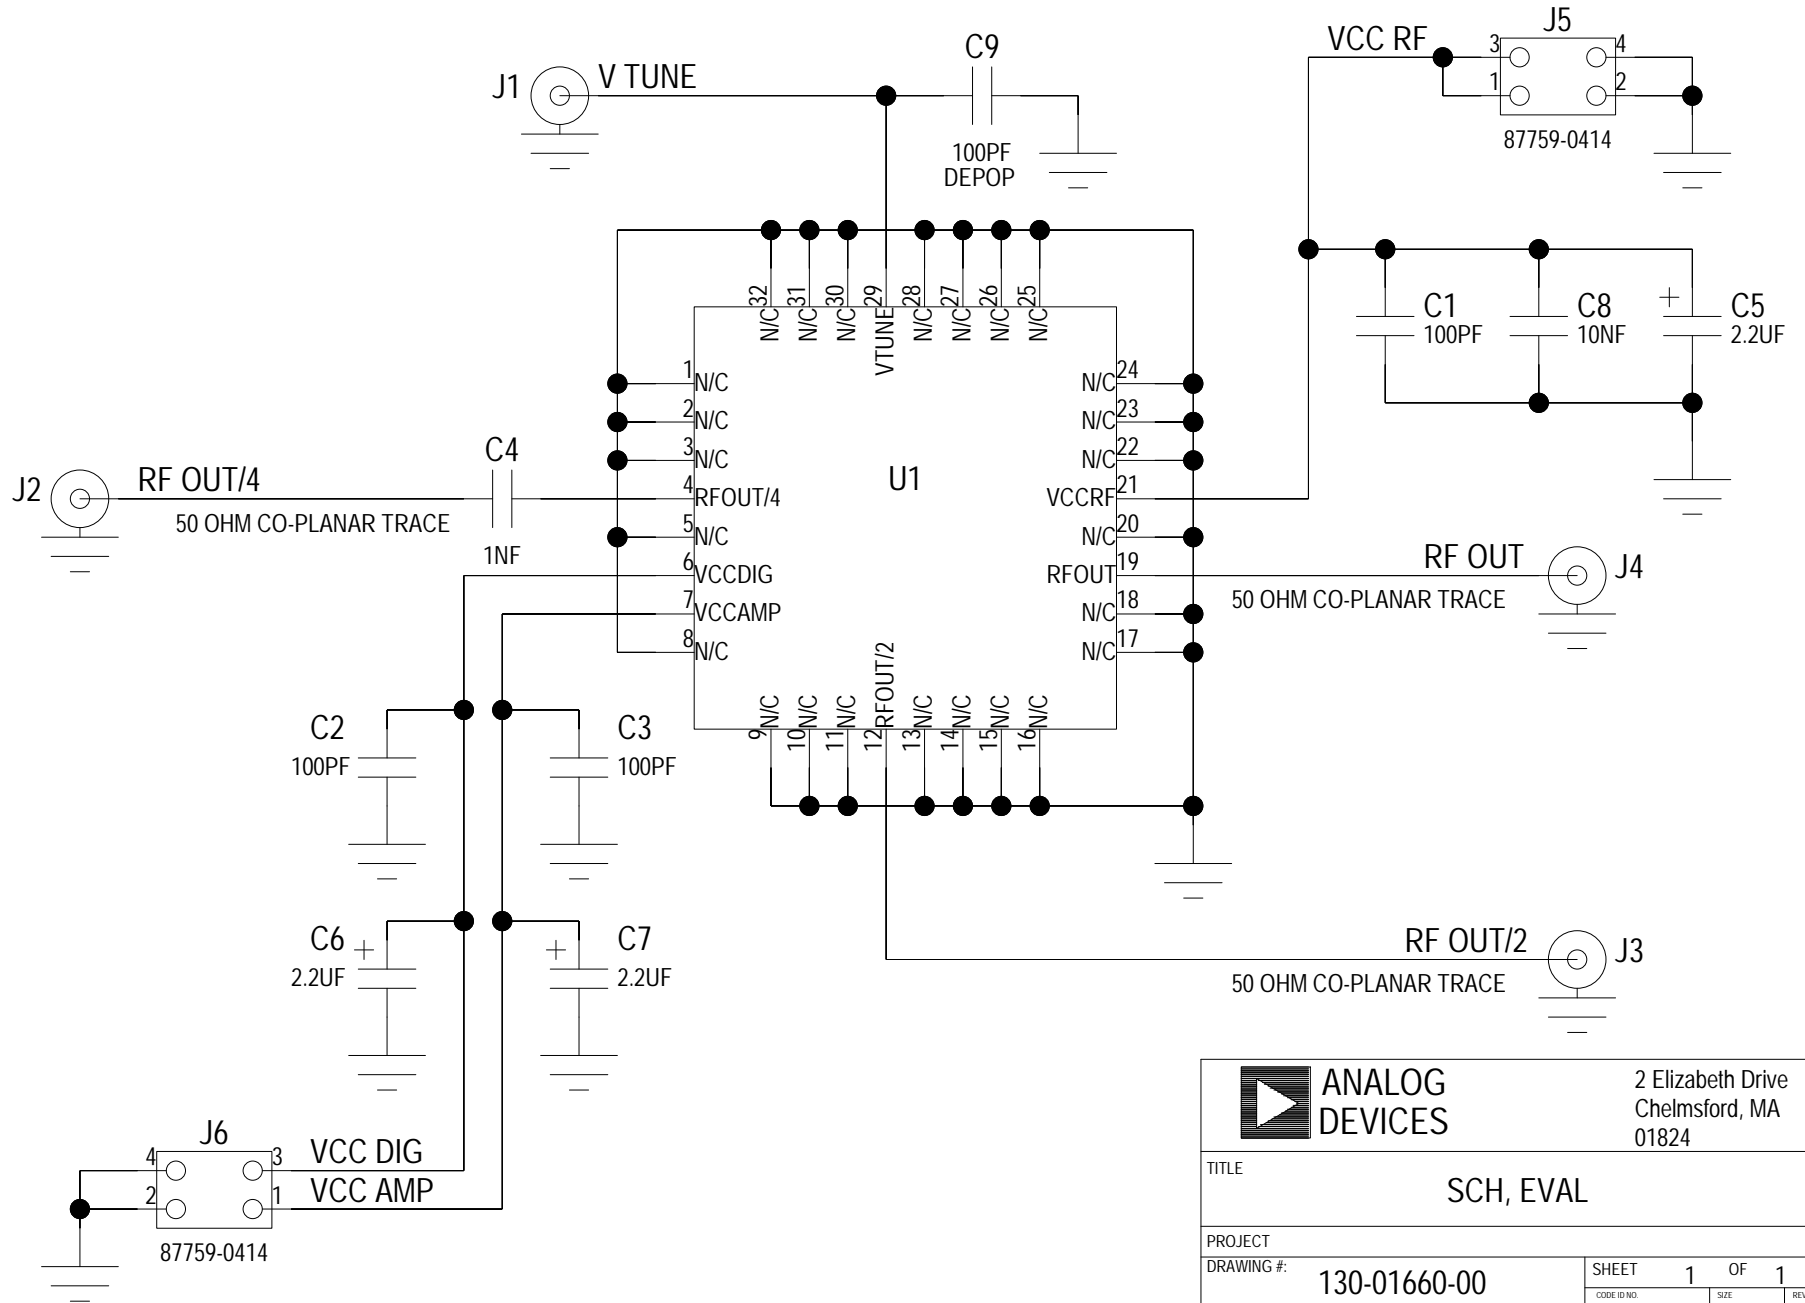 J5
VCC RF
3
4
1
2
87759-0414
J1
V TUNE
C9
100PF
DEPOP
N/C 32
N/C 31
N/C 30
VTUNE 29
N/C 28
N/C 27
N/C 26
N/C 25
C1
100PF
C8
10NF
+
C5
2.2UF
1 N/C
2 N/C
3 N/C
4 RFOUT/4
5 N/C
6 VCCDIG
7 VCCAMP
8 N/C
U1
N/C 24
N/C 23
N/C 22
VCCRF 21
N/C 20
RFOUT 19
N/C 18
N/C 17
J2
RF OUT/4
50 OHM CO-PLANAR TRACE
C4
1NF
RF OUT
J4
50 OHM CO-PLANAR TRACE
9 N/C
10 N/C
11 N/C
12 RFOUT/2
13 N/C
14 N/C
15 N/C
16 N/C
C2
100PF
C3
100PF
C6
+
2.2UF
+
C7
2.2UF
RF OUT/2
J3
50 OHM CO-PLANAR TRACE
J6
4
3
VCC DIG
2
1
VCC AMP
87759-0414
ANALOG
DEVICES
2 Elizabeth Drive
Chelmsford, MA
01824
TITLE
SCH, EVAL
PROJECT
DRAWING #:
130-01660-00
SHEET 1 OF 1
CODE ID NO.
SIZE
REV